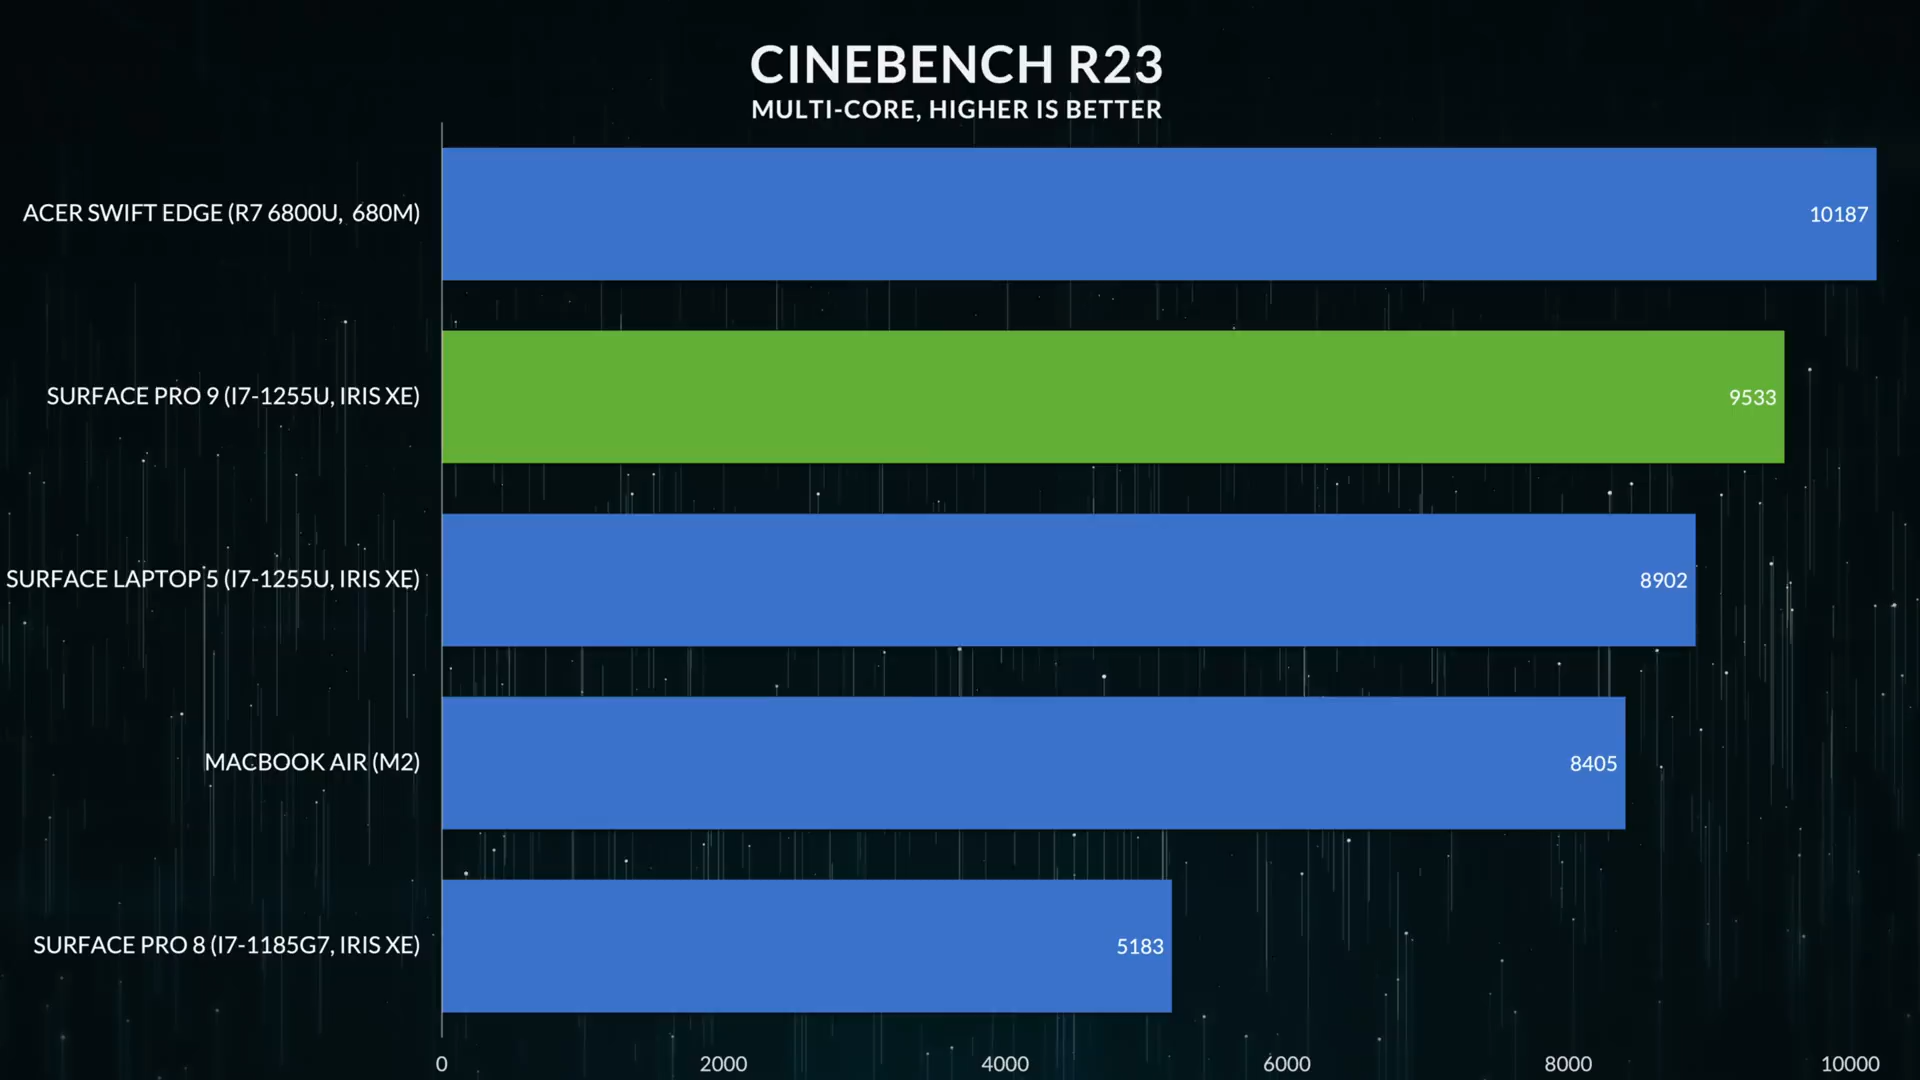 CINEBENCH R23
MULTI-CORE, HIGHER IS BETTER
ACER SWIFT EDGE (R7 6800U, 680M)
10187
SURFACE PRO 9 (I7-1255U, IRIS XE)
9533
SURFACE LAPTOP 5 (I7-1255U, IRIS XE)
8902
MACBOOK AIR (M2)
8405
SURFACE PRO 8 (I7-1185G7, IRIS XE)
5183
0 2000 4000 6000 8000 10000